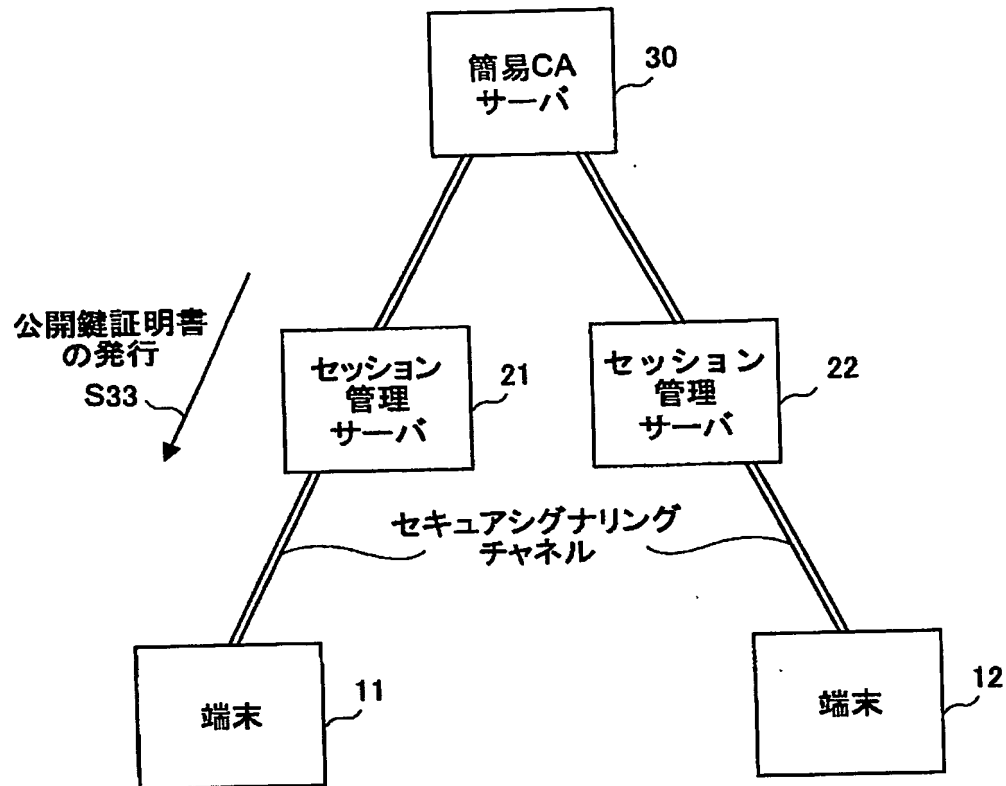 簡易CA
サーバ
30
公開鍵証明書
の発行
S33
セッション
管理
サーバ
21
セッション
管理
サーバ
22
セキュアシグナリング
チャネル
端末
11
端末
12